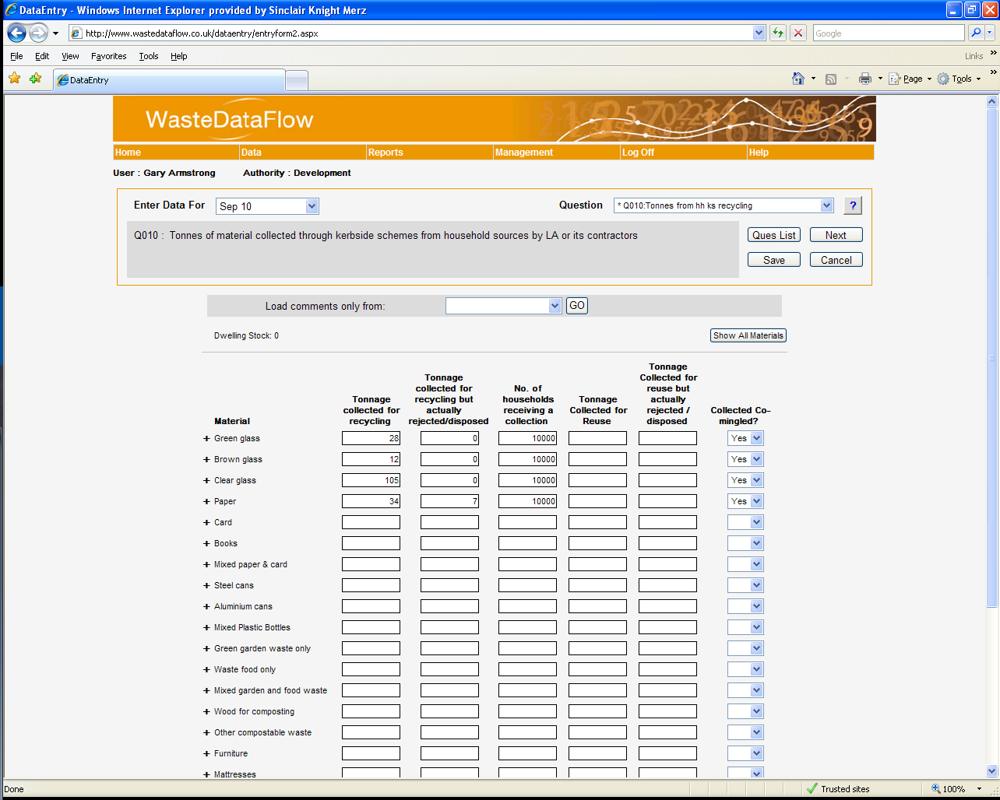 DataEntry - Windows Internet Explorer provided by Sinclair Knight Merz
http://www.wastedataflow.co.uk/dataentry/entryform2.aspx
Google
File Edit View Favorites Tools Help
Links
DataEntry
Page Tools
WasteDataFlow
Home Data Reports Management Log Off Help
User : Gary Armstrong Authority : Development
Enter Data For Sep 10 Question * Q010:Tonnes from hh ks recycling ?
Q010 : Tonnes of material collected through kerbside schemes from household sources by LA or its contractors
Ques List Next
Save Cancel
Load comments only from: GO
Dwelling Stock: 0 Show All Materials
Material
Tonnage
collected for
recycling
Tonnage
collected for
recycling but
actually
rejected/disposed
No. of
households
receiving a
collection
Tonnage
Collected for
Reuse
Tonnage
Collected for
reuse but
actually
rejected /
disposed
Collected Co-
mingled?
+ Green glass 28 0 10000 Yes
+ Brown glass 12 0 10000 Yes
+ Clear glass 105 0 10000 Yes
+ Paper 34 7 10000 Yes
+ Card
+ Books
+ Mixed paper & card
+ Steel cans
+ Aluminium cans
+ Mixed Plastic Bottles
+ Green garden waste only
+ Waste food only
+ Mixed garden and food waste
+ Wood for composting
+ Other compostable waste
+ Furniture
+ Mattresses
Done Trusted sites 100%